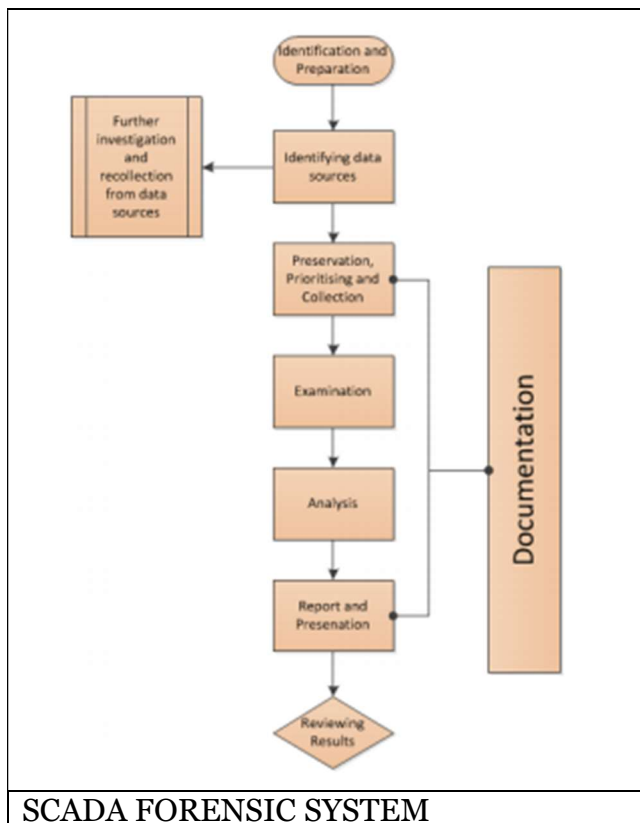 Identification and
Preparation
Further
investigation
and
recollection
from data
sources
Identifying data
sources
Preservation,
Prioritising and
Collection
Examination
Analysis
Documentation
Report and
Presenation
Reviewing
Results
SCADA FORENSIC SYSTEM